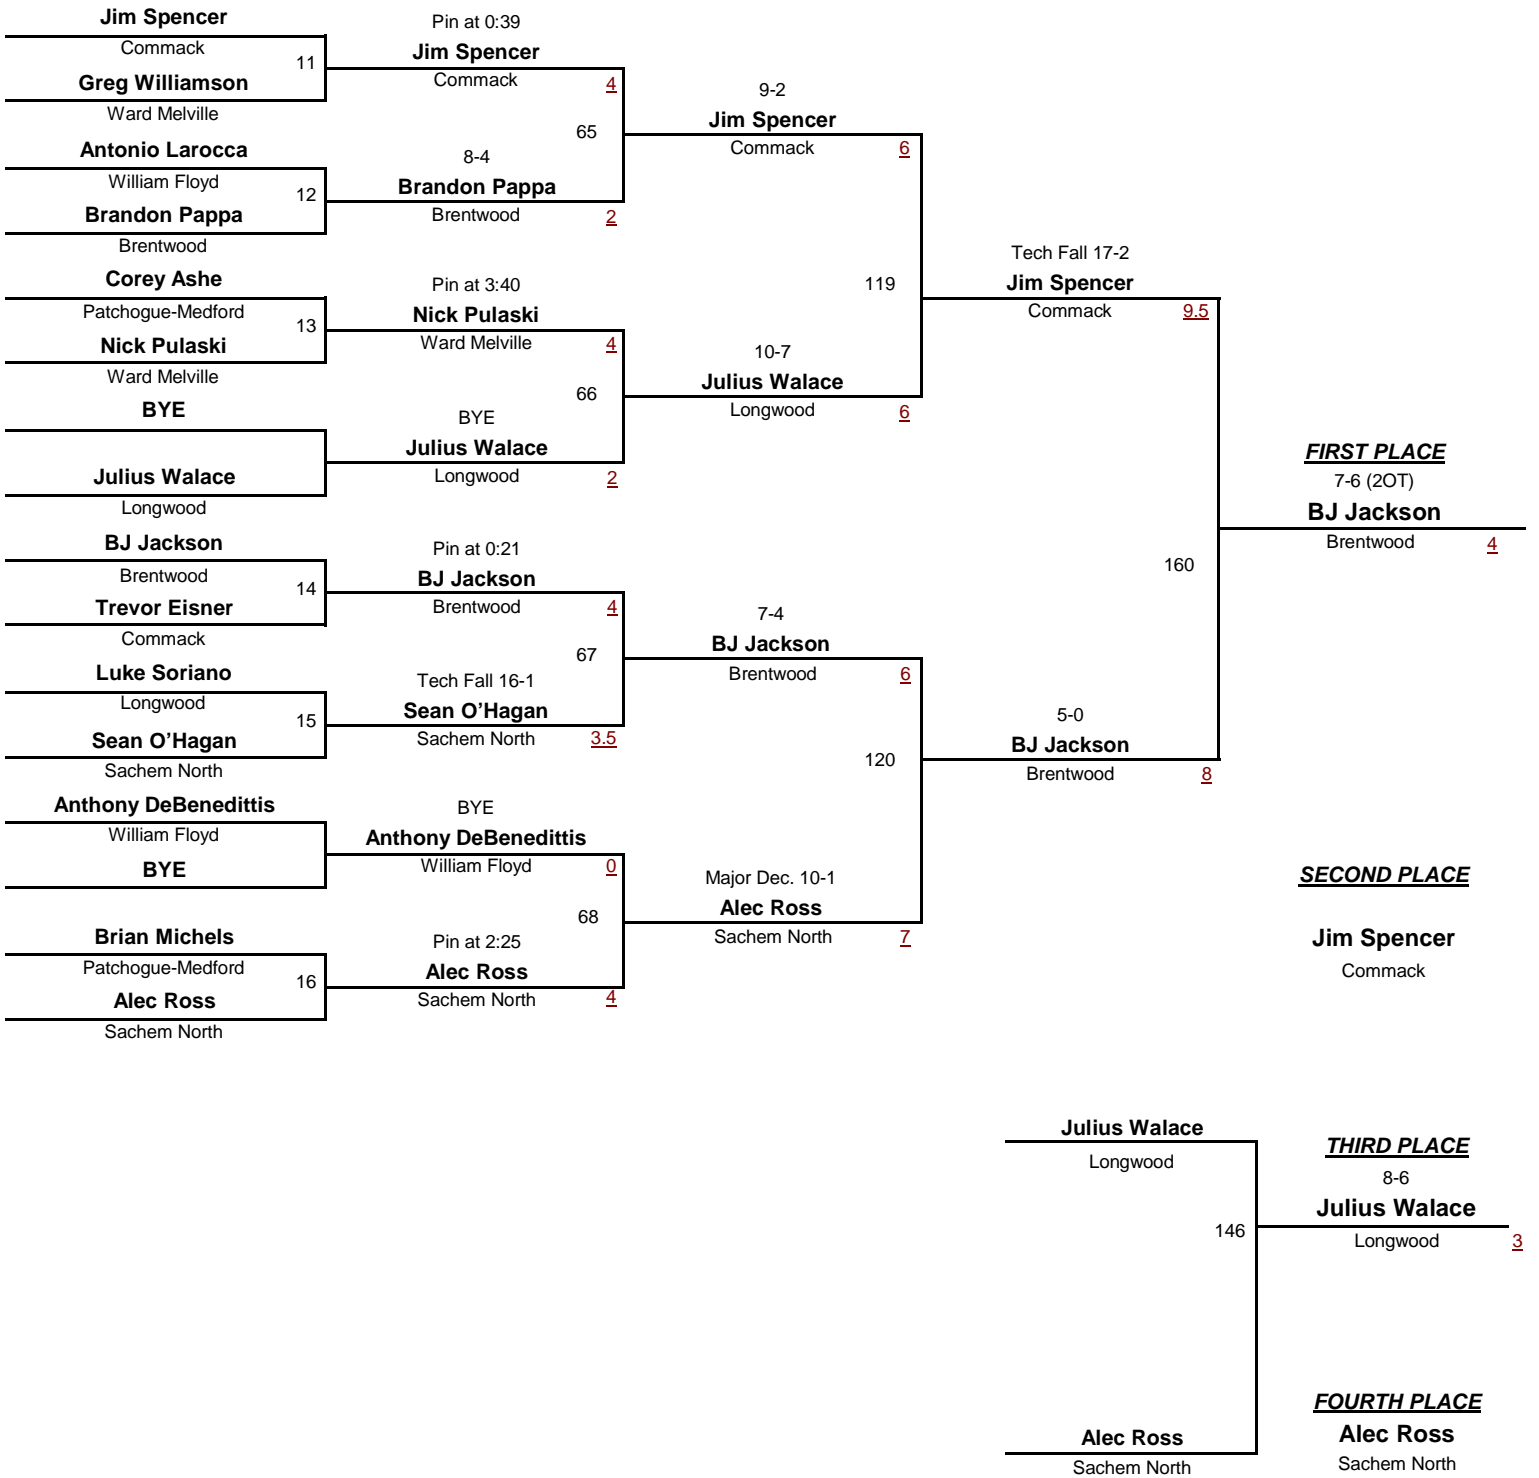 Jim Spencer
Commack
11
Greg Williamson
Ward Melville
Antonio Larocca
William Floyd
12
Brandon Pappa
Brentwood
Corey Ashe
Patchogue-Medford
13
Nick Pulaski
Ward Melville
BYE
Julius Walace
Longwood
BJ Jackson
Brentwood
14
Trevor Eisner
Commack
Luke Soriano
Longwood
15
Sean O’Hagan
Sachem North
Anthony DeBenedittis
William Floyd
BYE
Brian Michels
Patchogue-Medford
16
Alec Ross
Sachem North
Pin at 0:39
Jim Spencer
Commack
4
65
8-4
Brandon Pappa
Brentwood
2
Pin at 3:40
Nick Pulaski
Ward Melville
4
66
BYE
Julius Walace
Longwood
2
Pin at 0:21
BJ Jackson
Brentwood
4
67
Tech Fall 16-1
Sean O’Hagan
Sachem North
3.5
BYE
Anthony DeBenedittis
William Floyd
0
68
Pin at 2:25
Alec Ross
Sachem North
4
9-2
Jim Spencer
Commack
6
119
10-7
Julius Walace
Longwood
6
7-4
BJ Jackson
Brentwood
6
120
Major Dec. 10-1
Alec Ross
Sachem North
7
Tech Fall 17-2
Jim Spencer
Commack
9.5
160
5-0
BJ Jackson
Brentwood
8
FIRST PLACE
7-6 (2OT)
BJ Jackson
Brentwood
4
SECOND PLACE
Jim Spencer
Commack
Julius Walace
Longwood
146
Alec Ross
Sachem North
THIRD PLACE
8-6
Julius Walace
Longwood
3
FOURTH PLACE
Alec Ross
Sachem North